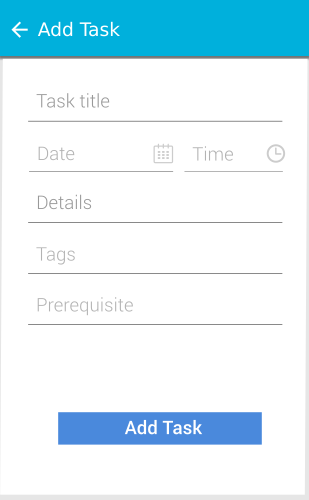 Add Task
Task title
Date
Time
Details
Tags
Prerequisite
Add Task